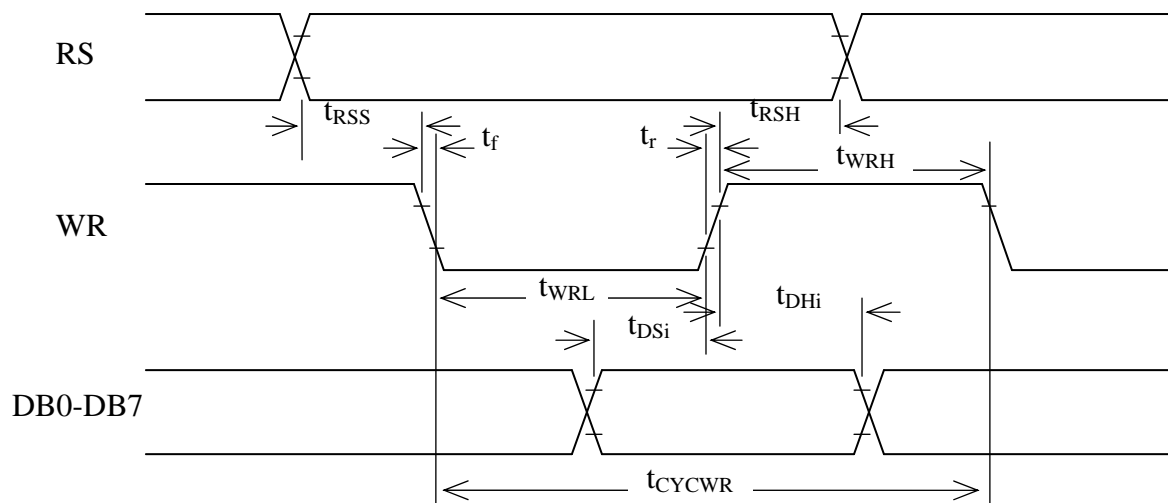 RS
tRSS
tRSH
tf
tr
tWRH
WR
tWRL
tDHi
tDSi
DB0-DB7
tCYCWR